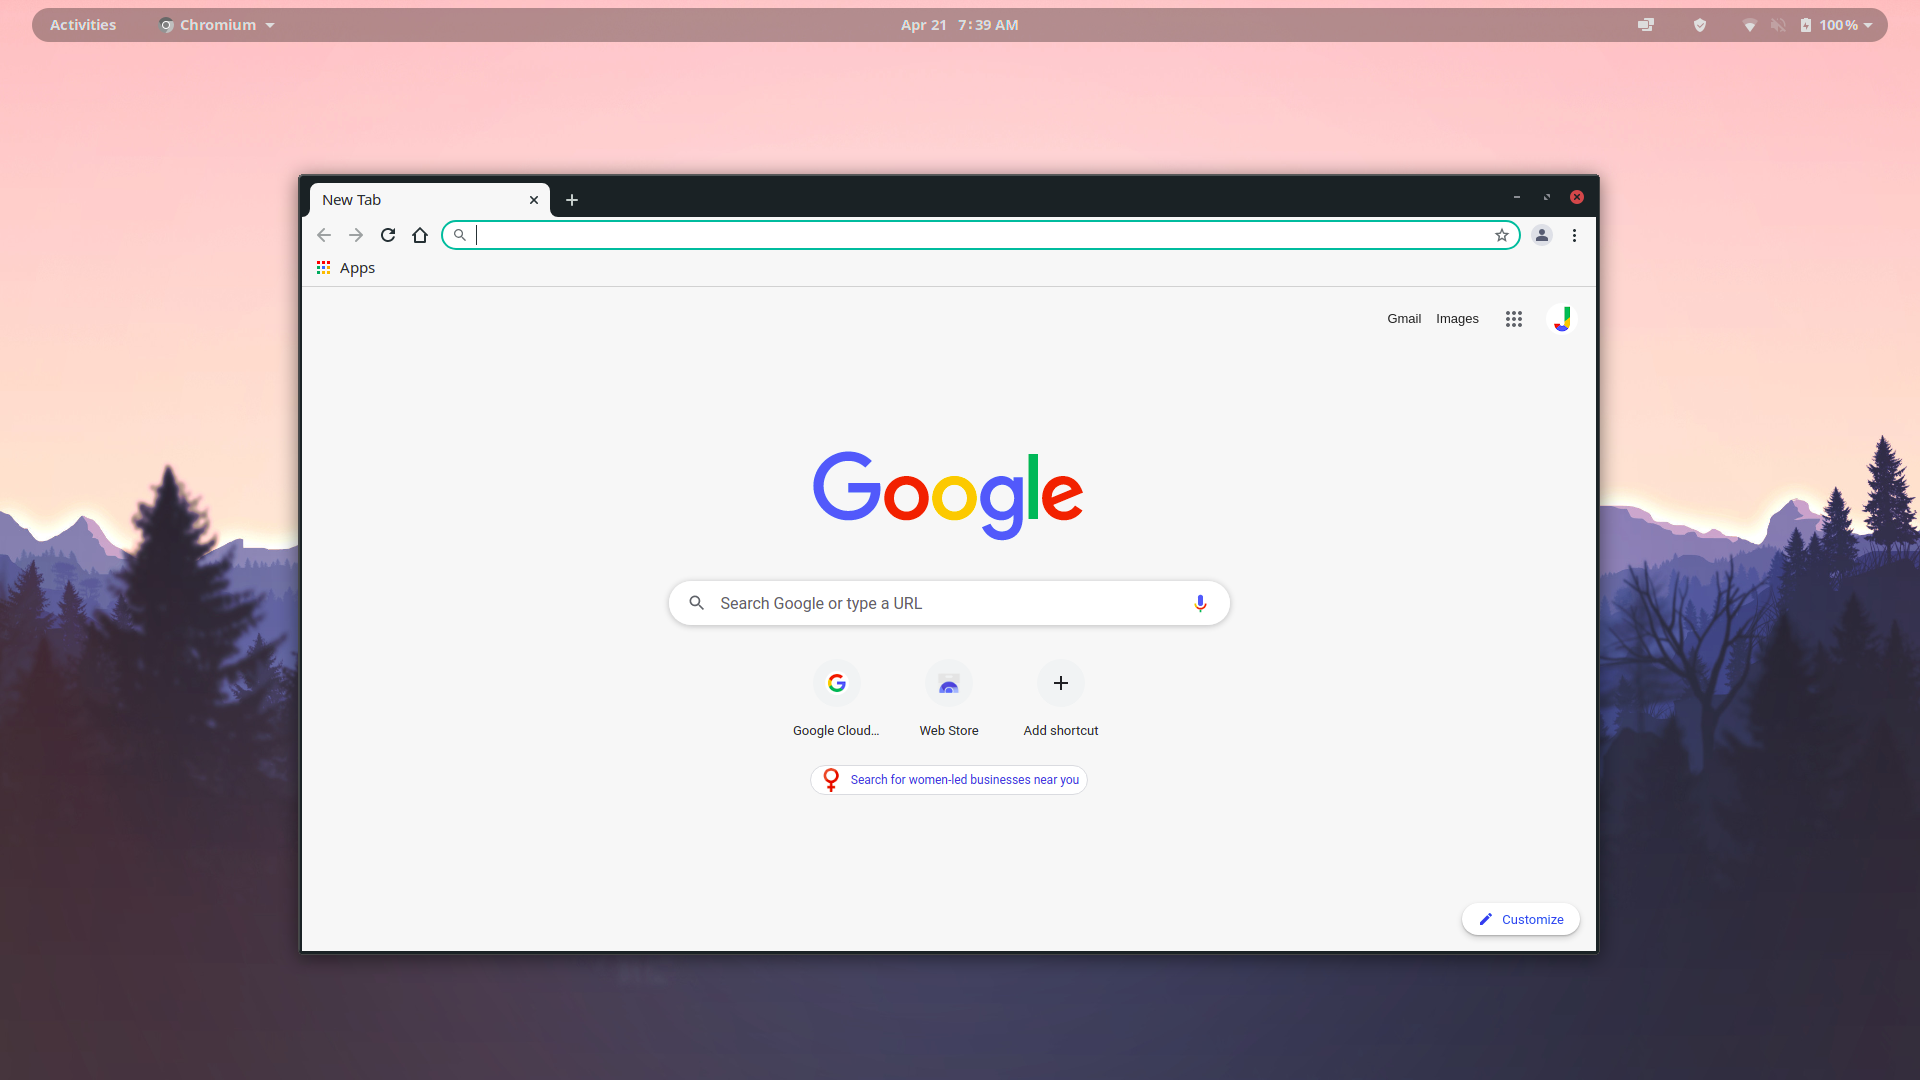 Activities Chromium Apr 21 7:39 AM 100%
New Tab
Apps
Gmail Images
Google
Search Google or type a URL
Google Cloud... Web Store Add shortcut
Search for women-led businesses near you
Customize